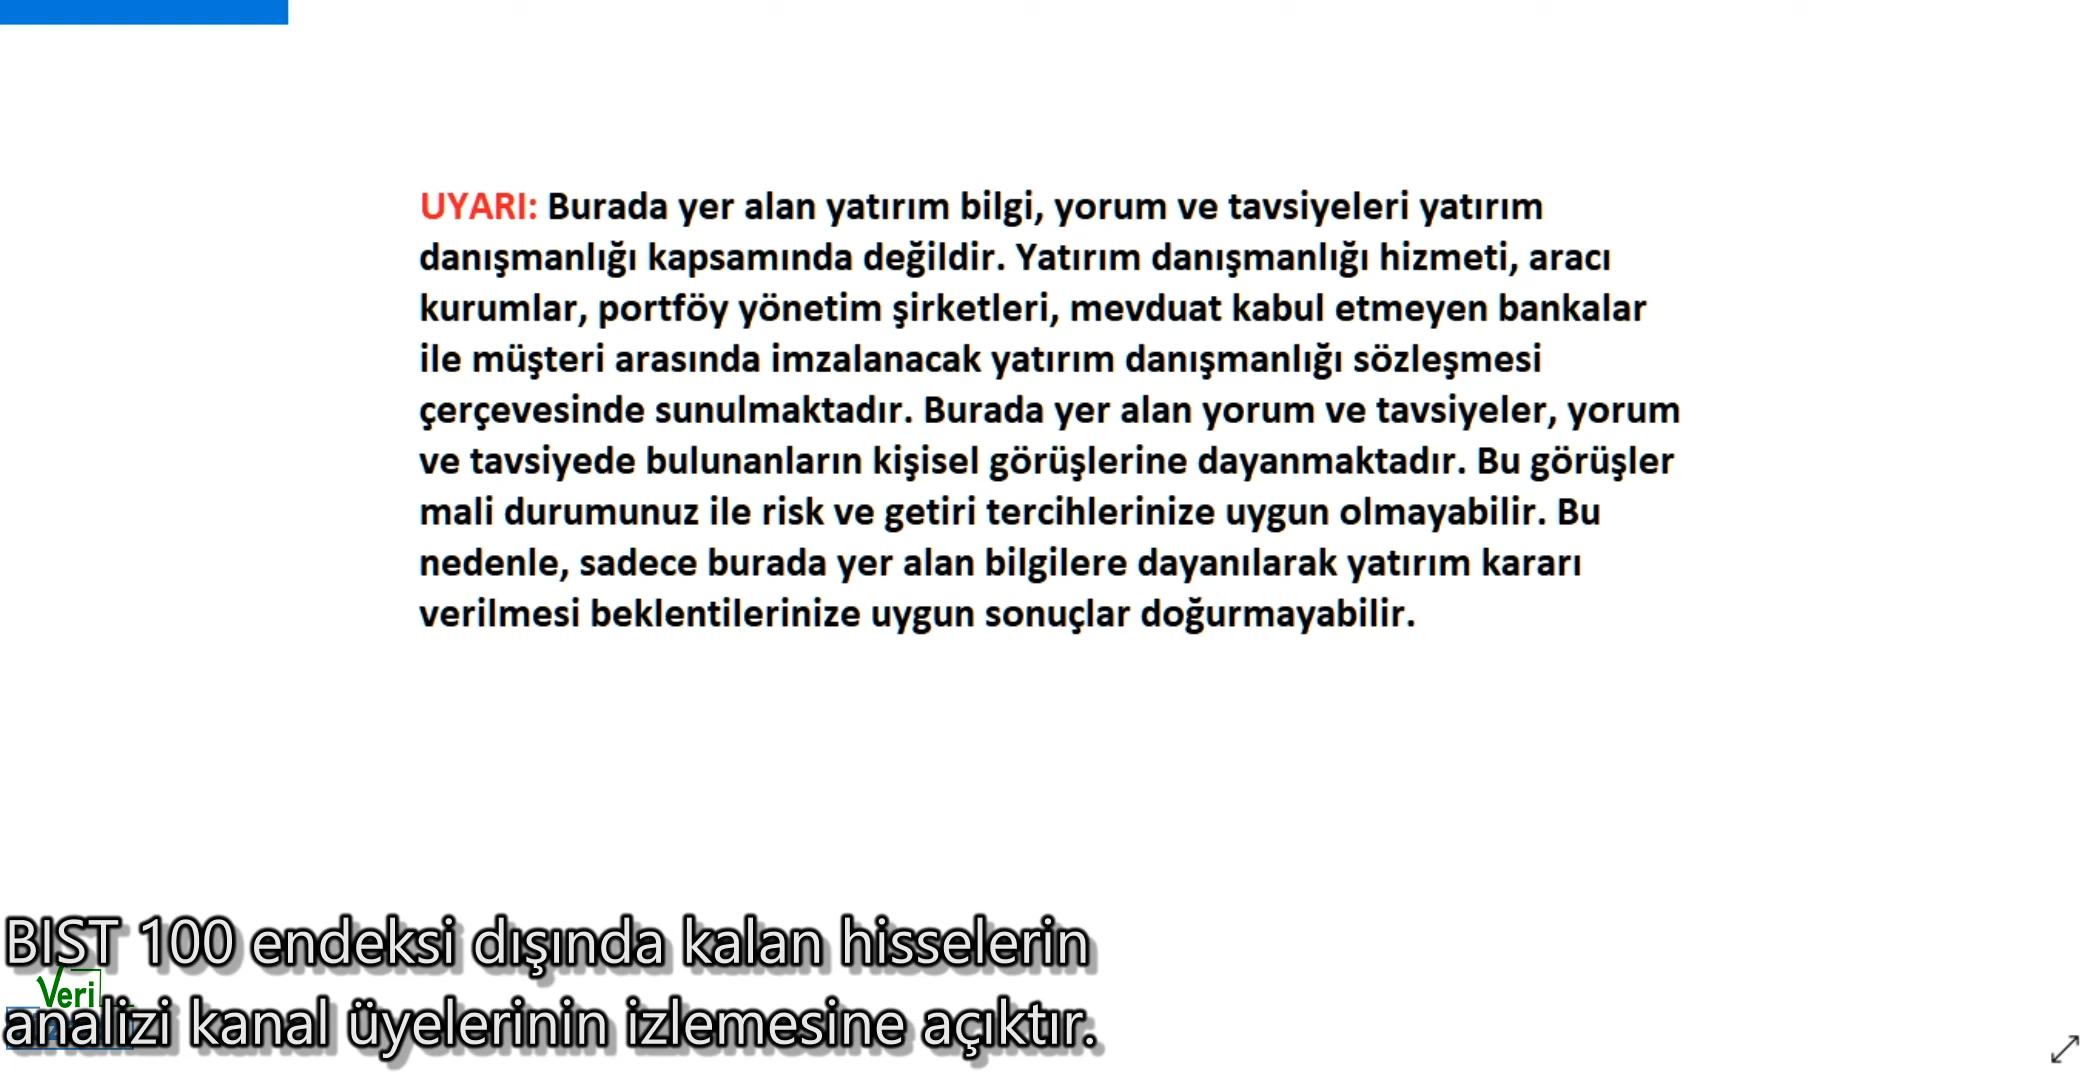 UYARI: Burada yer alan yatırım bilgi, yorum ve tavsiyeleri yatırım
danışmanlığı kapsamında değildir. Yatırım danışmanlığı hizmeti, aracı
kurumlar, portföy yönetim şirketleri, mevduat kabul etmeyen bankalar
ile müşteri arasında imzalanacak yatırım danışmanlığı sözleşmesi
çerçevesinde sunulmaktadır. Burada yer alan yorum ve tavsiyeler, yorum
ve tavsiyede bulunanların kişisel görüşlerine dayanmaktadır. Bu görüşler
mali durumunuz ile risk ve getiri tercihlerinize uygun olmayabilir. Bu
nedenle, sadece burada yer alan bilgilere dayanılarak yatırım kararı
verilmesi beklentilerinize uygun sonuçlar doğurmayabilir.
BIST 100 endeksi dışında kalan hisselerin
Veri
analizi kanal üyelerinin izlemesine açıktır.